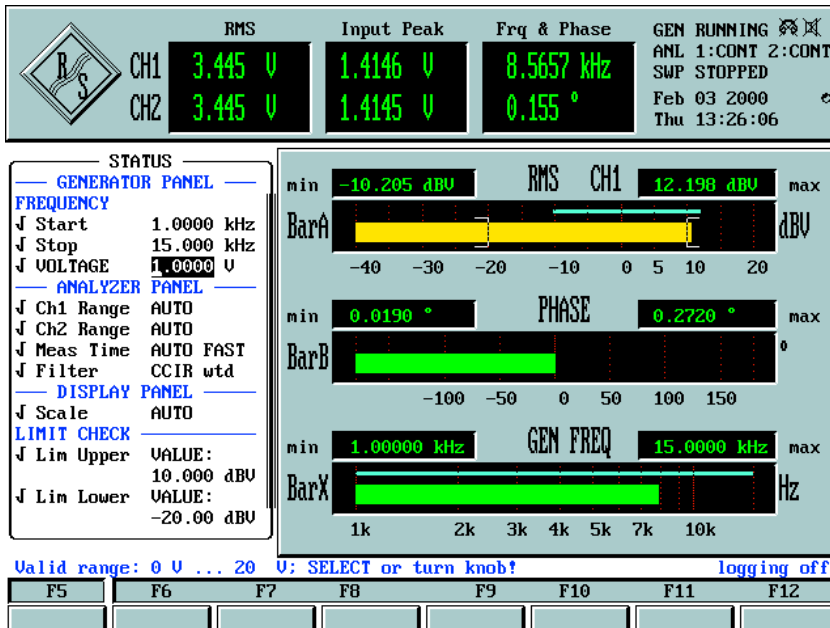 RMS Input Peak Frq & Phase
GEN RUNNING
ANL 1:CONT 2:CONT
SWP STOPPED
Feb 03 2000
Thu 13:26:06
R S
CH1 3.445 V 1.4146 V 8.5657 kHz
CH2 3.445 V 1.4145 V 0.155 °
STATUS
GENERATOR PANEL
FREQUENCY
√ Start 1.0000 kHz
√ Stop 15.000 kHz
√ VOLTAGE 1.0000 V
ANALYZER PANEL
√ Ch1 Range AUTO
√ Ch2 Range AUTO
√ Meas Time AUTO FAST
√ Filter CCIR wtd
DISPLAY PANEL
√ Scale AUTO
LIMIT CHECK
√ Lim Upper VALUE:
10.000 dBV
√ Lim Lower VALUE:
-20.00 dBV
min -10.205 dBV RMS CH1 12.198 dBV max
BarA dBV
-40 -30 -20 -10 0 5 10 20
min 0.0190 ° PHASE 0.2720 ° max
BarB °
-100 -50 0 50 100 150
min 1.00000 kHz GEN FREQ 15.0000 kHz max
BarX Hz
1k 2k 3k 4k 5k 7k 10k
Valid range: 0 V ... 20 V; SELECT or turn knob! logging off
F5 F6 F7 F8 F9 F10 F11 F12